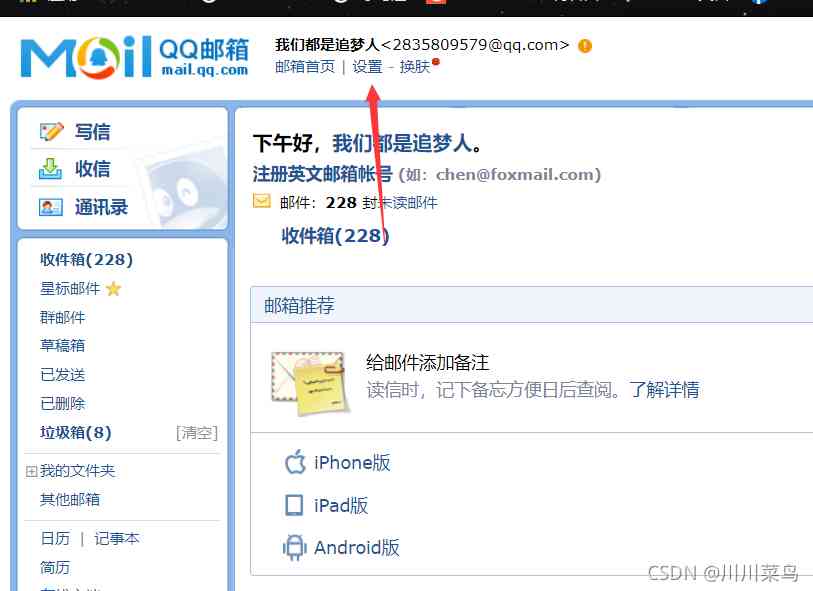 Mail QQ邮箱
mail.qq.com
我们都是追梦人<2835809579@qq.com>
邮箱首页 | 设置 - 换肤
写信
收信
通讯录
下午好，我们都是追梦人。
注册英文邮箱帐号 (如: chen@foxmail.com)
邮件: 228 封未读邮件
收件箱(228)
收件箱(228)
星标邮件
群邮件
草稿箱
已发送
已删除
垃圾箱(8) [清空]
我的文件夹
其他邮箱
日历 | 记事本
简历
邮箱推荐
给邮件添加备注
读信时，记下备忘方便日后查阅。了解详情
iPhone版
iPad版
Android版
CSDN @川川菜鸟